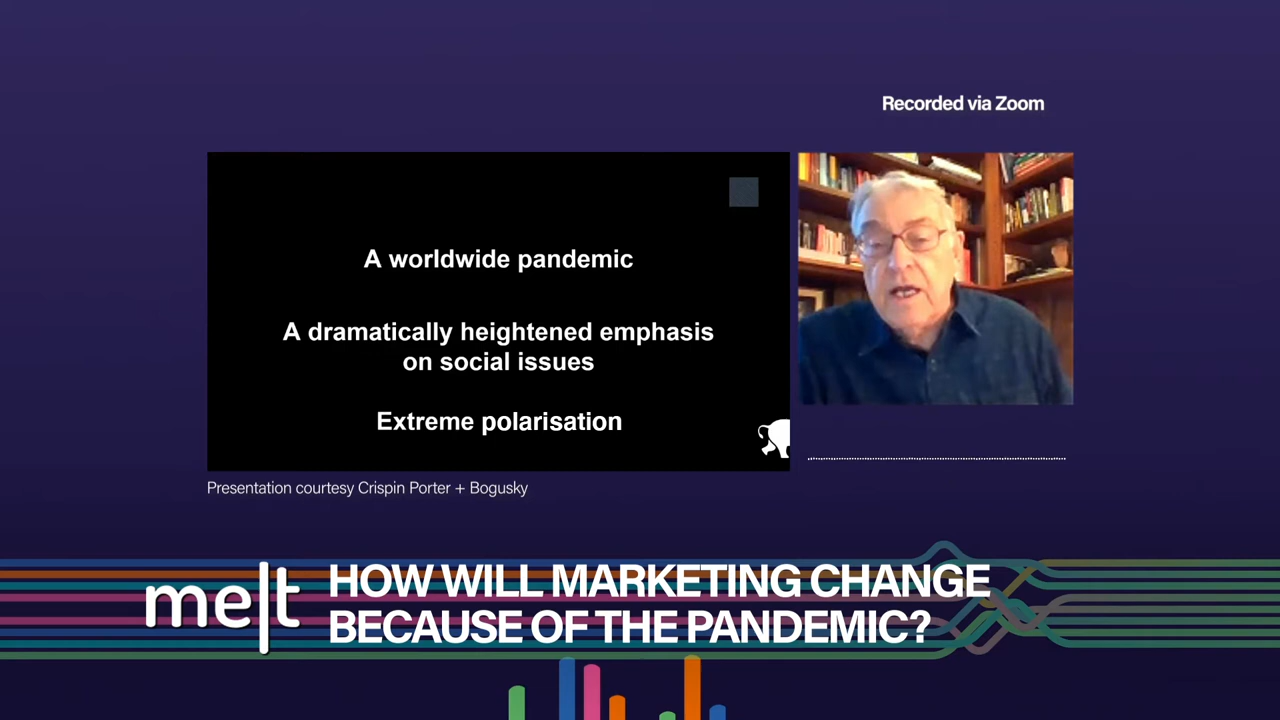 Recorded via Zoom
A worldwide pandemic
A dramatically heightened emphasis
on social issues
Extreme polarisation
Presentation courtesy Crispin Porter + Bogusky
melt
HOW WILL MARKETING CHANGE
BECAUSE OF THE PANDEMIC?